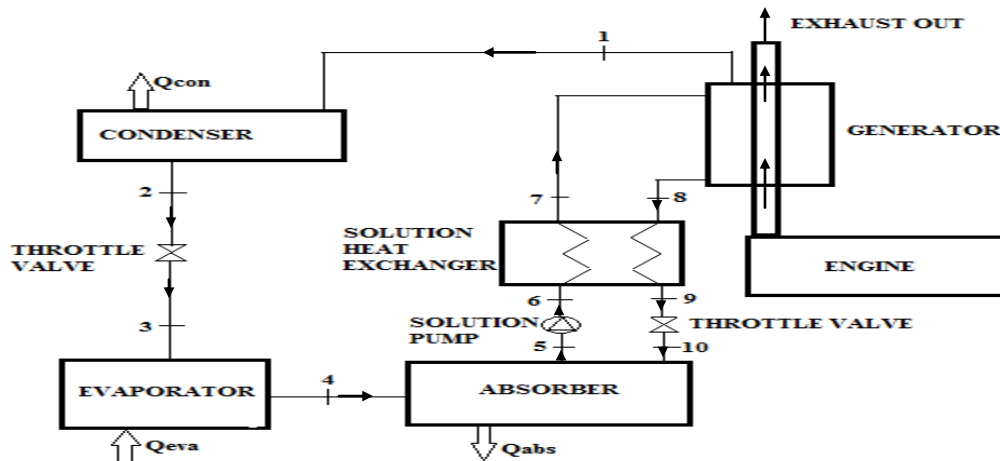 EXHAUST OUT
1
Qcon
CONDENSER
GENERATOR
2
7
8
THROTTLE
VALVE
SOLUTION
HEAT
EXCHANGER
ENGINE
3
6
9
SOLUTION
PUMP
THROTTLE VALVE
5
10
EVAPORATOR
4
ABSORBER
Qeva
Qabs